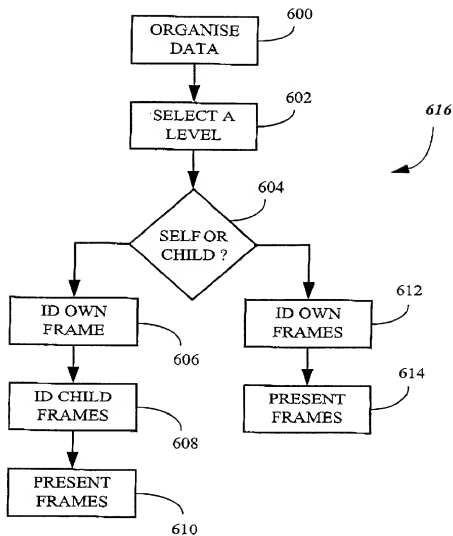 ORGANISE
DATA
600
SELECT A
LEVEL
602
616
604
SELF OR
CHILD ?
ID OWN
FRAME
606
ID OWN
FRAMES
612
ID CHILD
FRAMES
608
PRESENT
FRAMES
614
PRESENT
FRAMES
610